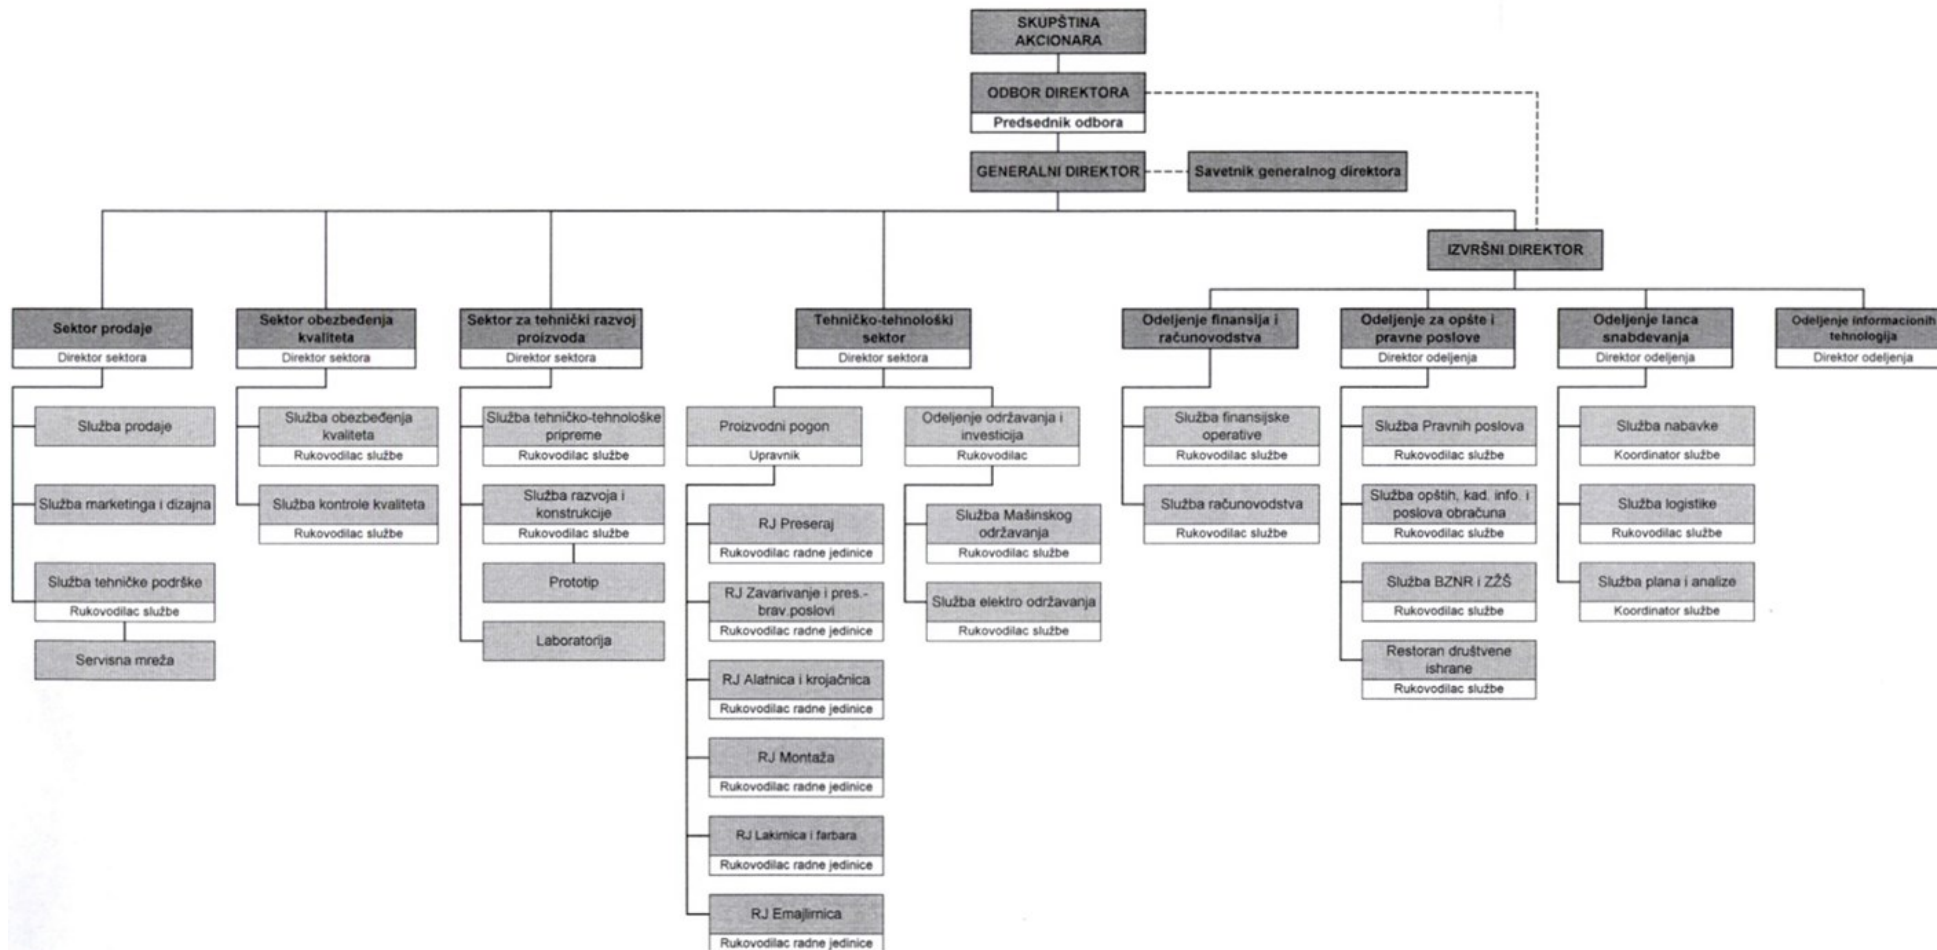 SKUPŠTINA
AKCIONARA
ODBOR DIREKTORA
Predsednik odbora
GENERALNI DIREKTOR
Savetnik generalnog direktora
IZVRŠNI DIREKTOR
Sektor prodaje
Direktor sektora
Služba prodaje
Služba marketinga i dizajna
Služba tehničke podrške
Rukovodilac službe
Servisna mreža
Sektor obezbeđenja
kvaliteta
Direktor sektora
Služba obezbeđenja
kvaliteta
Rukovodilac službe
Služba kontrole kvaliteta
Rukovodilac službe
Sektor za tehnički razvoj
proizvoda
Direktor sektora
Služba tehničko-tehnološke
pripreme
Rukovodilac službe
Služba razvoja i
konstrukcije
Rukovodilac službe
Prototip
Laboratorija
Tehničko-tehnološki
sektor
Direktor sektora
Proizvodni pogon
Upravnik
RJ Preseraj
Rukovodilac radne jedinice
RJ Zavarivanje i pres.-
brav.poslovi
Rukovodilac radne jedinice
RJ Alatnica i krojačnica
Rukovodilac radne jedinice
RJ Montaža
Rukovodilac radne jedinice
RJ Lakirnica i farbara
Rukovodilac radne jedinice
RJ Emajlirnica
Rukovodilac radne jedinice
Odeljenje održavanja i
investicija
Rukovodilac
Služba Mašinskog
održavanja
Rukovodilac službe
Služba elektro održavanja
Rukovodilac službe
Odeljenje finansija i
računovodstva
Služba finansijske
operative
Rukovodilac službe
Služba računovodstva
Rukovodilac službe
Odeljenje za opšte i
pravne poslove
Direktor odeljenja
Služba Pravnih poslova
Rukovodilac službe
Služba opštih, kad. info. i
poslova obračuna
Rukovodilac službe
Služba BZNR i ZŽS
Rukovodilac službe
Restoran društvene
ishrane
Rukovodilac službe
Odeljenje lanca
snabdevanja
Direktor odeljenja
Služba nabavke
Koordinator službe
Služba logistike
Rukovodilac službe
Služba plana i analize
Koordinator službe
Odeljenje informacionih
tehnologija
Direktor odeljenja